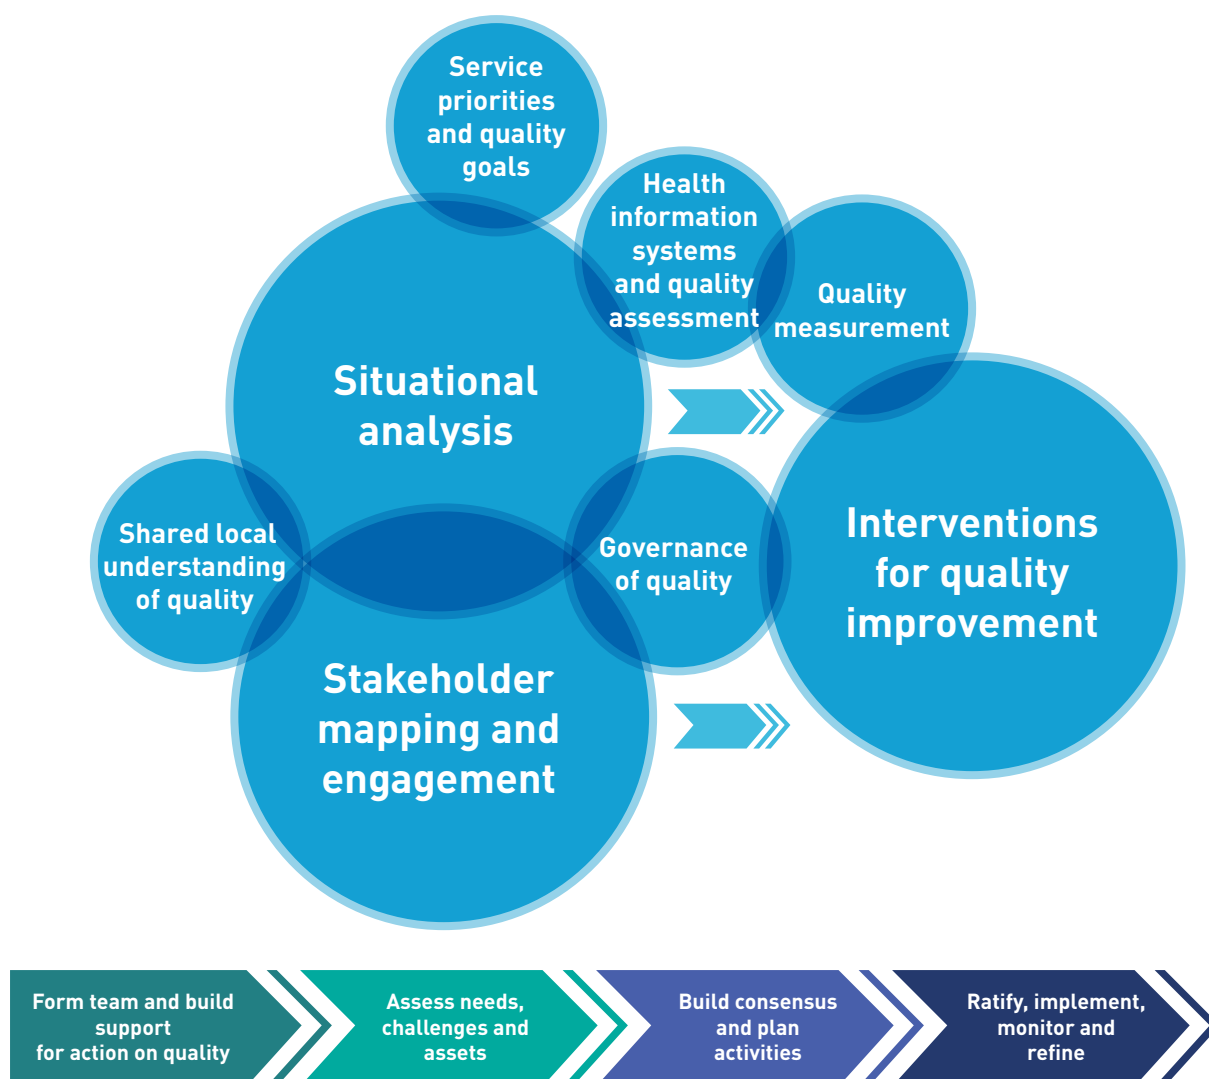 Service
priorities
and quality
goals
Health
information
systems
and quality
assessment
Quality
measurement
Situational
analysis
Shared local
understanding
of quality
Governance
of quality
Interventions
for quality
improvement
Stakeholder
mapping and
engagement
Form team and build
support
for action on quality
Assess needs,
challenges and
assets
Build consensus
and plan
activities
Ratify, implement,
monitor and
refine